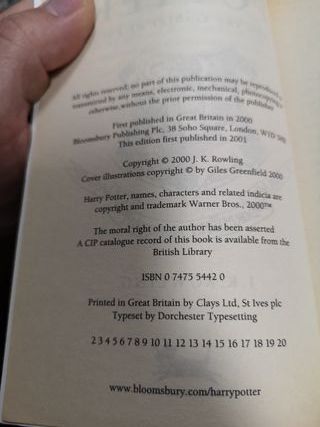 All rights reserved; no part of this publication may be reproduced or
transmitted by any means, electronic, mechanical, photocopying or
otherwise, without the prior permission of the publisher
First published in Great Britain in 2000
Bloomsbury Publishing Plc, 38 Soho Square, London, W1D
This edition first published in 2001
Copyright © 2000 J. K. Rowling
Cover illustrations copyright © by Giles Greenfield 2000
Harry Potter, names, characters and related indicia are
copyright and trademark Warner Bros., 2000™
The moral right of the author has been asserted
A CIP catalogue record of this book is available from the
British Library
ISBN 0 7475 5442 0
Printed in Great Britain by Clays Ltd, St Ives plc
Typeset by Dorchester Typesetting
2 3 4 5 6 7 8 9 10 11 12 13 14 15 16 17 18 19 20
www.bloomsbury.com/harrypotter